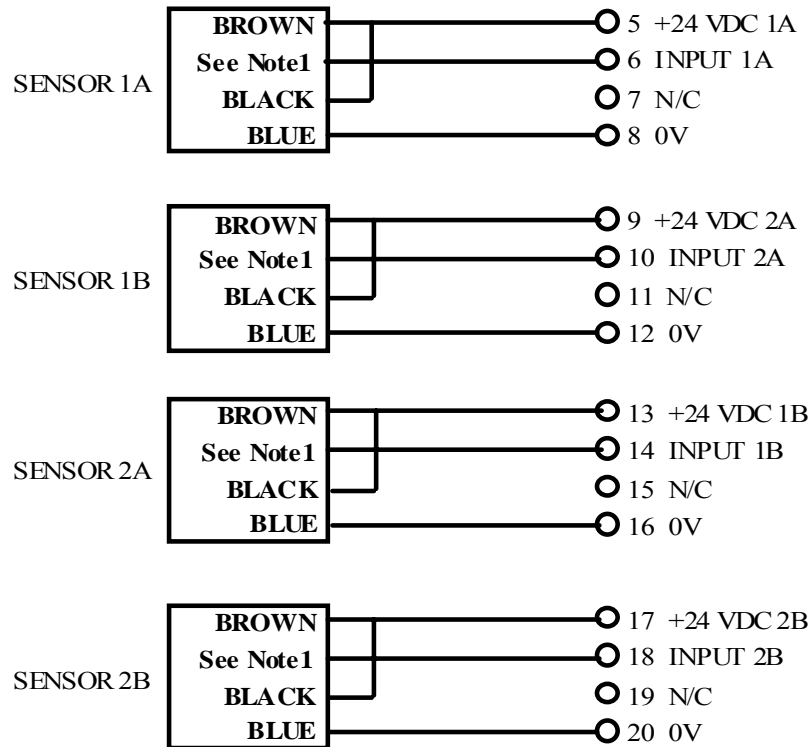 BROWN 5 +24 VDC 1A
See Note1 6 INPUT 1A
SENSOR 1A
BLACK 7 N/C
BLUE 8 0V
BROWN 9 +24 VDC 2A
See Note1 10 INPUT 2A
SENSOR 1B
BLACK 11 N/C
BLUE 12 0V
BROWN 13 +24 VDC 1B
See Note1 14 INPUT 1B
SENSOR 2A
BLACK 15 N/C
BLUE 16 0V
BROWN 17 +24 VDC 2B
See Note1 18 INPUT 2B
SENSOR 2B
BLACK 19 N/C
BLUE 20 0V